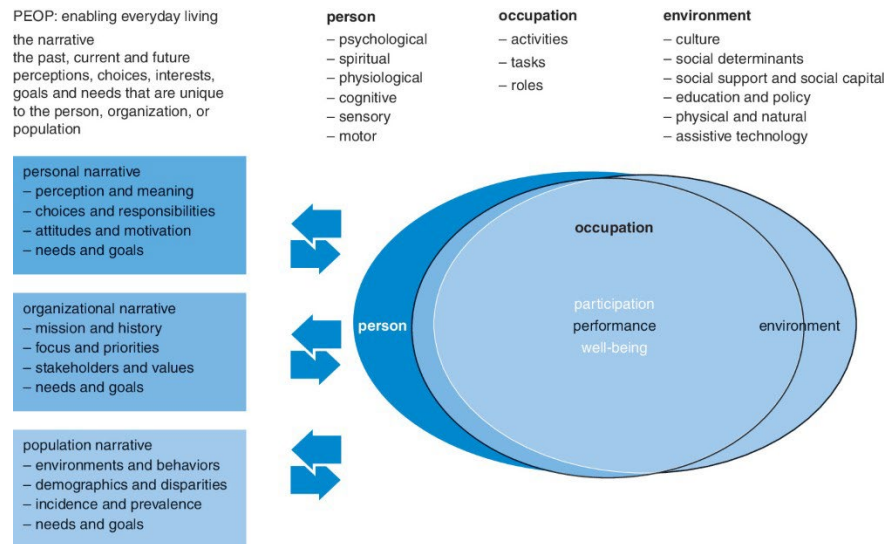 PEOP: enabling everyday living
the narrative
the past, current and future
perceptions, choices, interests,
goals and needs that are unique
to the person, organization, or
population
person
– psychological
– spiritual
– physiological
– cognitive
– sensory
– motor
occupation
– activities
– tasks
– roles
environment
– culture
– social determinants
– social support and social capital
– education and policy
– physical and natural
– assistive technology
personal narrative
– perception and meaning
– choices and responsibilities
– attitudes and motivation
– needs and goals
organizational narrative
– mission and history
– focus and priorities
– stakeholders and values
– needs and goals
population narrative
– environments and behaviors
– demographics and disparities
– incidence and prevalence
– needs and goals
occupation
participation
person
performance
environment
well-being